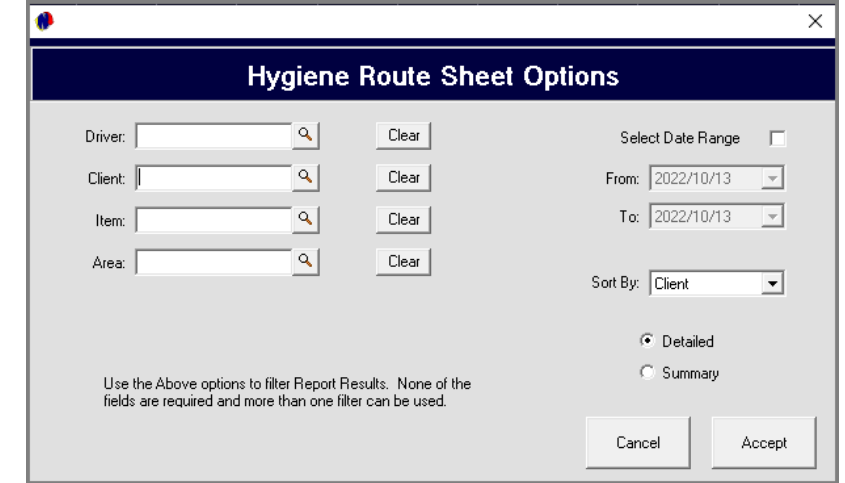 Hygiene Route Sheet Options
Driver: Clear
Client: Clear
Item: Clear
Area: Clear
Select Date Range
From: 2022/10/13
To: 2022/10/13
Sort By: Client
Detailed
Summary
Use the Above options to filter Report Results. None of the
fields are required and more than one filter can be used.
Cancel Accept